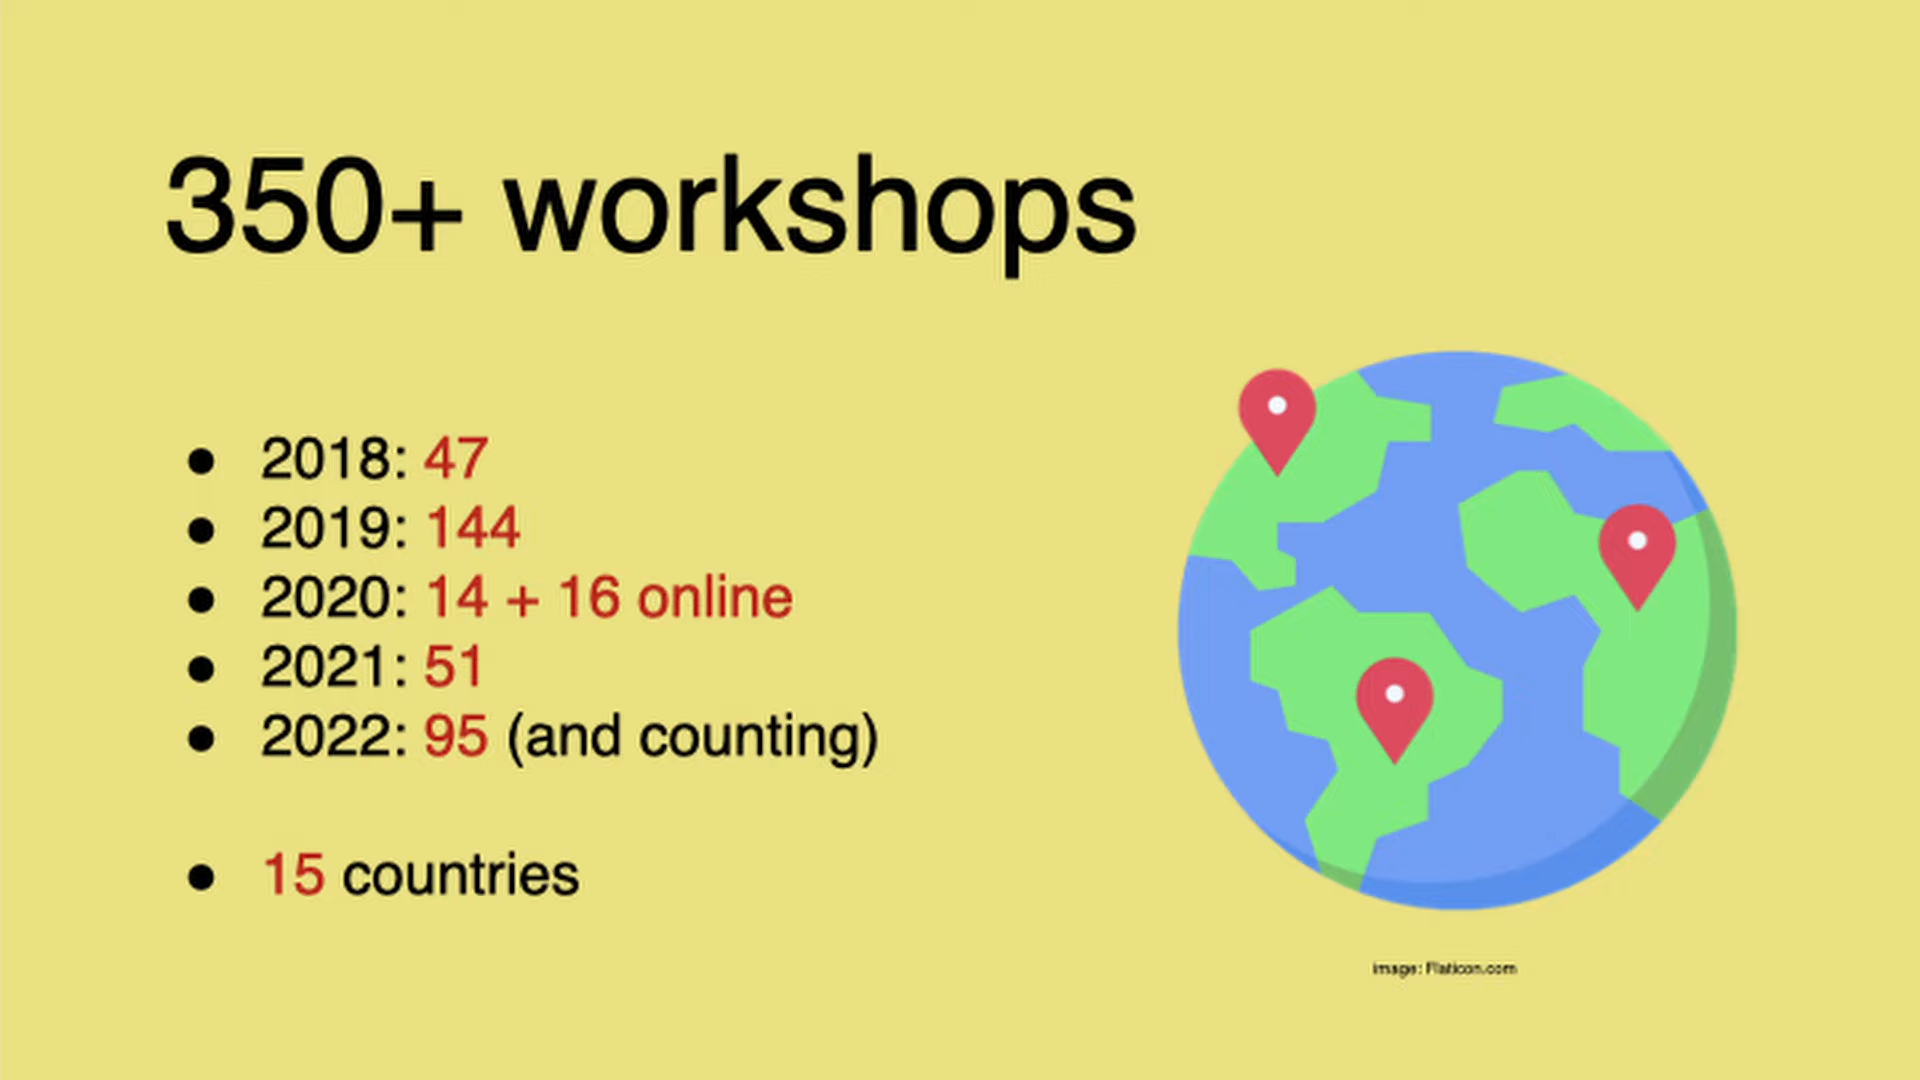 350+ workshops
● 2018: 47
● 2019: 144
● 2020: 14 + 16 online
● 2021: 51
● 2022: 95 (and counting)
● 15 countries
image: Flaticon.com